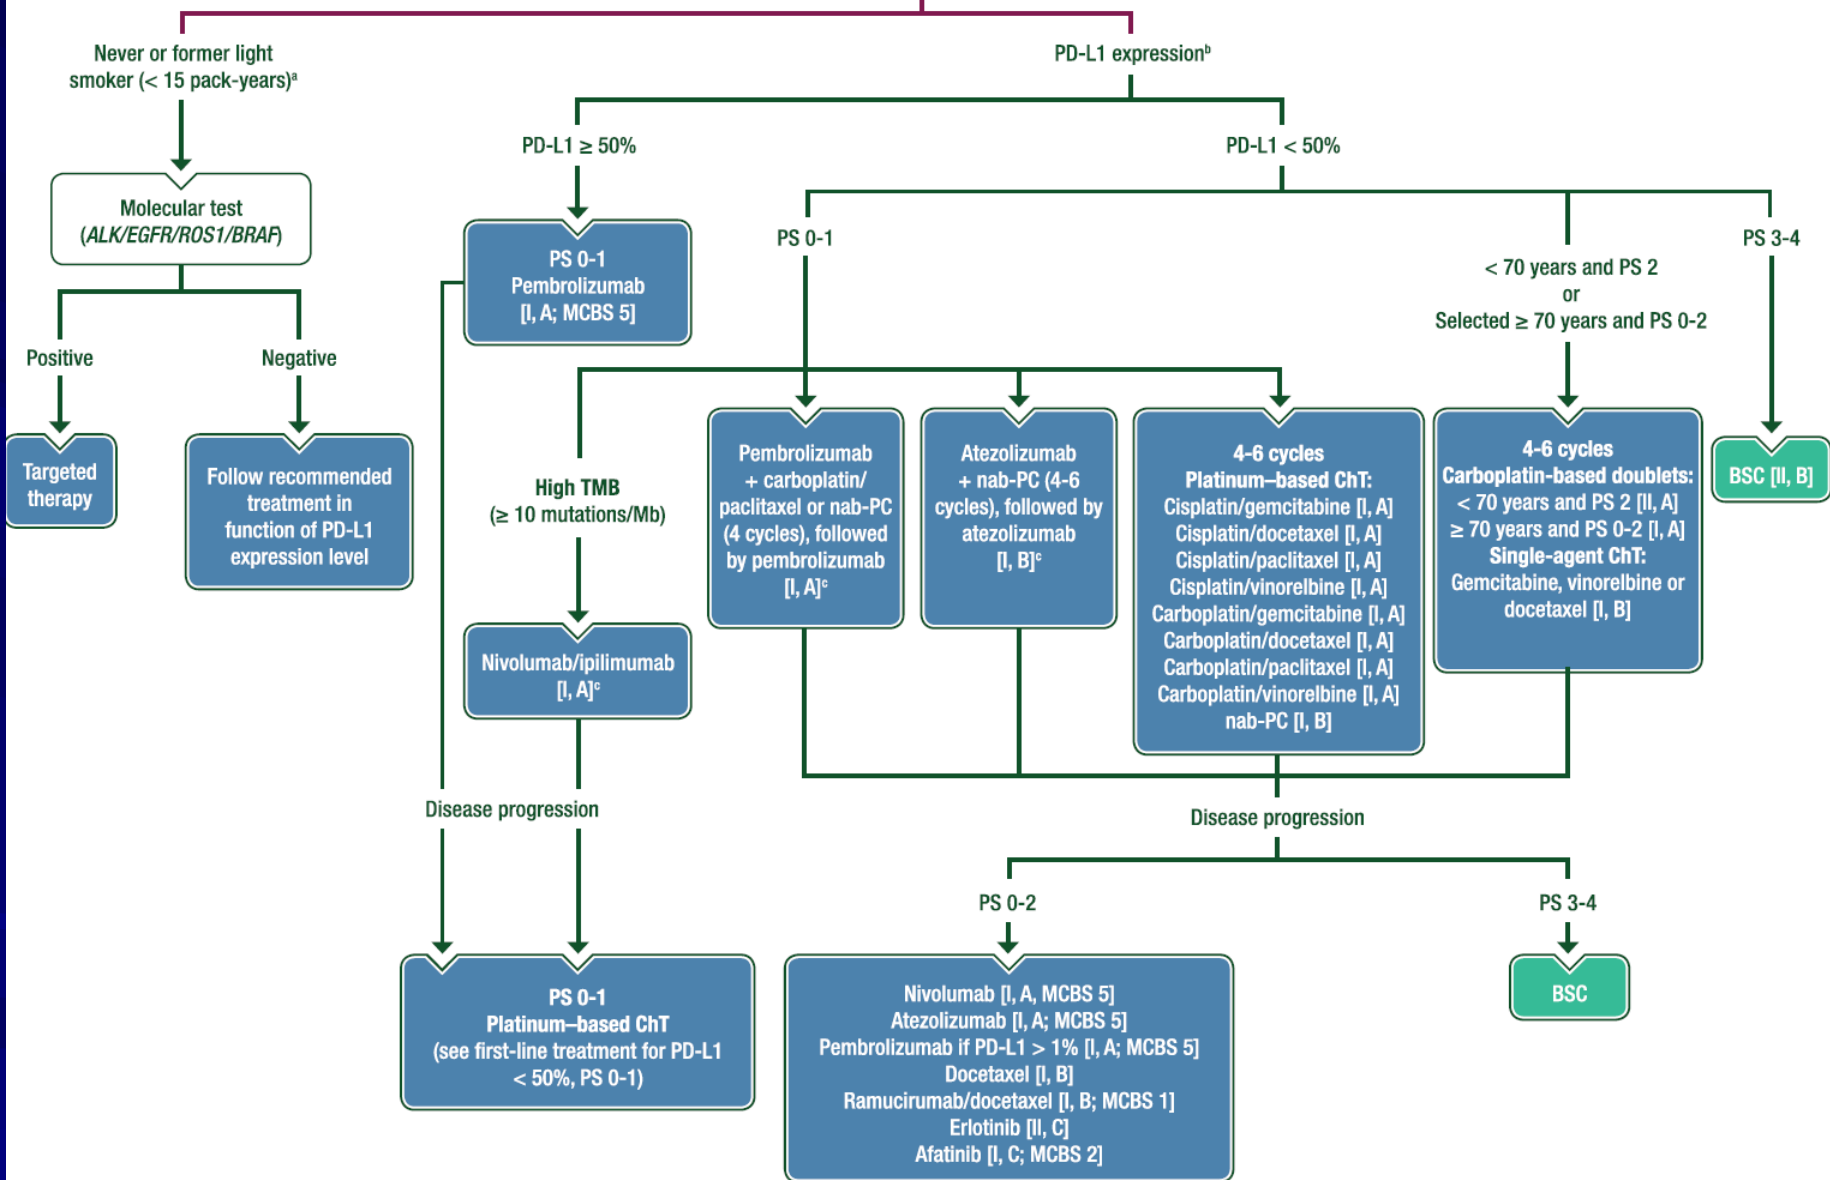 Never or former light
smoker (< 15 pack-years)ᵃ
PD-L1 expressionᵇ
PD-L1 ≥ 50%
PD-L1 < 50%
Molecular test
(ALK/EGFR/ROS1/BRAF)
Positive
Negative
Targeted
therapy
Follow recommended
treatment in
function of PD-L1
expression level
PS 0-1
Pembrolizumab
[I, A; MCBS 5]
PS 0-1
< 70 years and PS 2
or
Selected ≥ 70 years and PS 0-2
PS 3-4
High TMB
(≥ 10 mutations/Mb)
Nivolumab/ipilimumab
[I, A]ᶜ
Pembrolizumab
+ carboplatin/
paclitaxel or nab-PC
(4 cycles), followed
by pembrolizumab
[I, A]ᶜ
Atezolizumab
+ nab-PC (4-6
cycles), followed by
atezolizumab
[I, B]ᶜ
4-6 cycles
Platinum–based ChT:
Cisplatin/gemcitabine [I, A]
Cisplatin/docetaxel [I, A]
Cisplatin/paclitaxel [I, A]
Cisplatin/vinorelbine [I, A]
Carboplatin/gemcitabine [I, A]
Carboplatin/docetaxel [I, A]
Carboplatin/paclitaxel [I, A]
Carboplatin/vinorelbine [I, A]
nab-PC [I, B]
4-6 cycles
Carboplatin-based doublets:
< 70 years and PS 2 [II, A]
≥ 70 years and PS 0-2 [I, A]
Single-agent ChT:
Gemcitabine, vinorelbine or
docetaxel [I, B]
BSC [II, B]
Disease progression
Disease progression
PS 0-2
PS 3-4
PS 0-1
Platinum–based ChT
(see first-line treatment for PD-L1
< 50%, PS 0-1)
Nivolumab [I, A, MCBS 5]
Atezolizumab [I, A; MCBS 5]
Pembrolizumab if PD-L1 > 1% [I, A; MCBS 5]
Docetaxel [I, B]
Ramucirumab/docetaxel [I, B; MCBS 1]
Erlotinib [II, C]
Afatinib [I, C; MCBS 2]
BSC